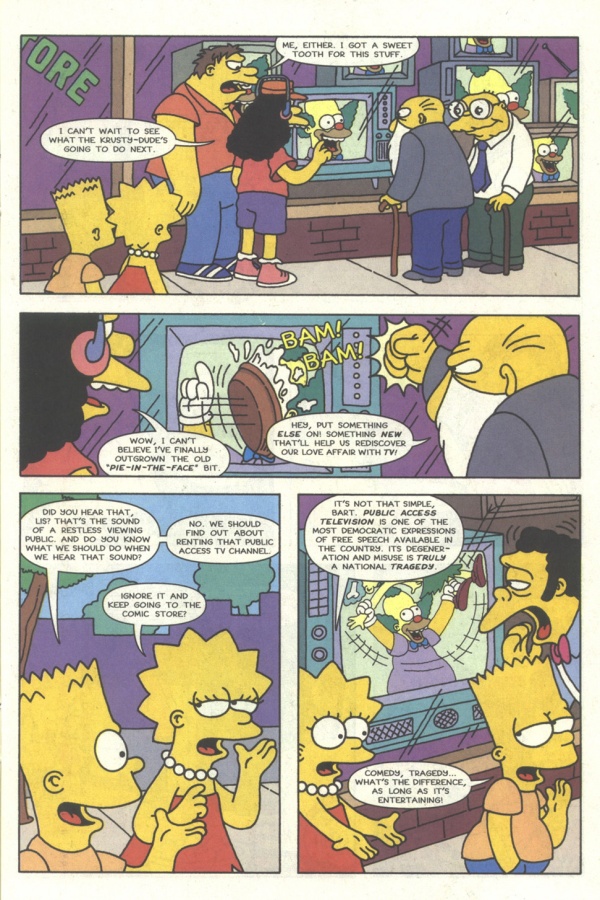 TORE
ME, EITHER. I GOT A SWEET
TOOTH FOR THIS STUFF.
I CAN'T WAIT TO SEE
WHAT THE KRUSTY-DUDE'S
GOING TO DO NEXT.
BAM!
BAM!
WOW, I CAN'T
BELIEVE I'VE FINALLY
OUTGROWN THE OLD
"PIE-IN-THE-FACE" BIT.
HEY, PUT SOMETHING
ELSE ON! SOMETHING NEW
THAT'LL HELP US REDISCOVER
OUR LOVE AFFAIR WITH TV!
DID YOU HEAR THAT,
LIS? THAT'S THE SOUND
OF A RESTLESS VIEWING
PUBLIC. AND DO YOU KNOW
WHAT WE SHOULD DO WHEN
WE HEAR THAT SOUND?
IGNORE IT AND
KEEP GOING TO THE
COMIC STORE?
NO. WE SHOULD
FIND OUT ABOUT
RENTING THAT PUBLIC
ACCESS TV CHANNEL.
IT'S NOT THAT SIMPLE,
BART. PUBLIC ACCESS
TELEVISION IS ONE OF THE
MOST DEMOCRATIC EXPRESSIONS
OF FREE SPEECH AVAILABLE IN
THE COUNTRY. ITS DEGENER-
ATION AND MISUSE IS TRULY
A NATIONAL TRAGEDY.
COMEDY, TRAGEDY...
WHAT'S THE DIFFERENCE,
AS LONG AS IT'S
ENTERTAINING!